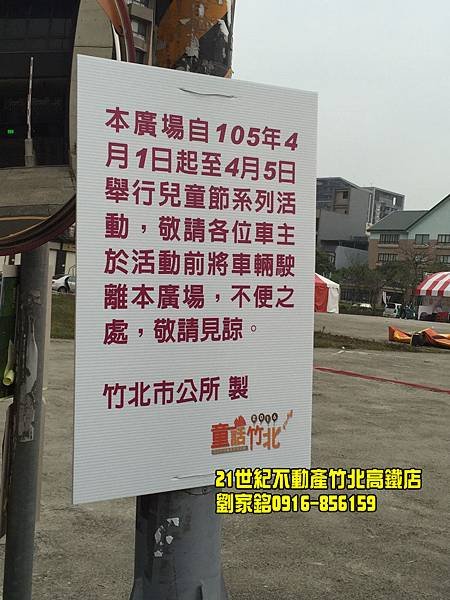 本廣場自105年4
月1日起至4月5日
舉行兒童節系列活
動，敬請各位車主
於活動前將車輛駛
離本廣場，不便之
處，敬請見諒。
竹北市公所 製
2016
童話竹北
21世紀不動產竹北高鐵店
劉家銘0916-856159